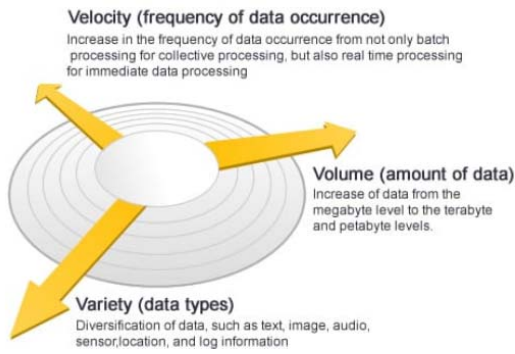 Velocity (frequency of data occurrence)
Increase in the frequency of data occurrence from not only batch
processing for collective processing, but also real time processing
for immediate data processing
Volume (amount of data)
Increase of data from the
megabyte level to the terabyte
and petabyte levels.
Variety (data types)
Diversification of data, such as text, image, audio,
sensor,location, and log information